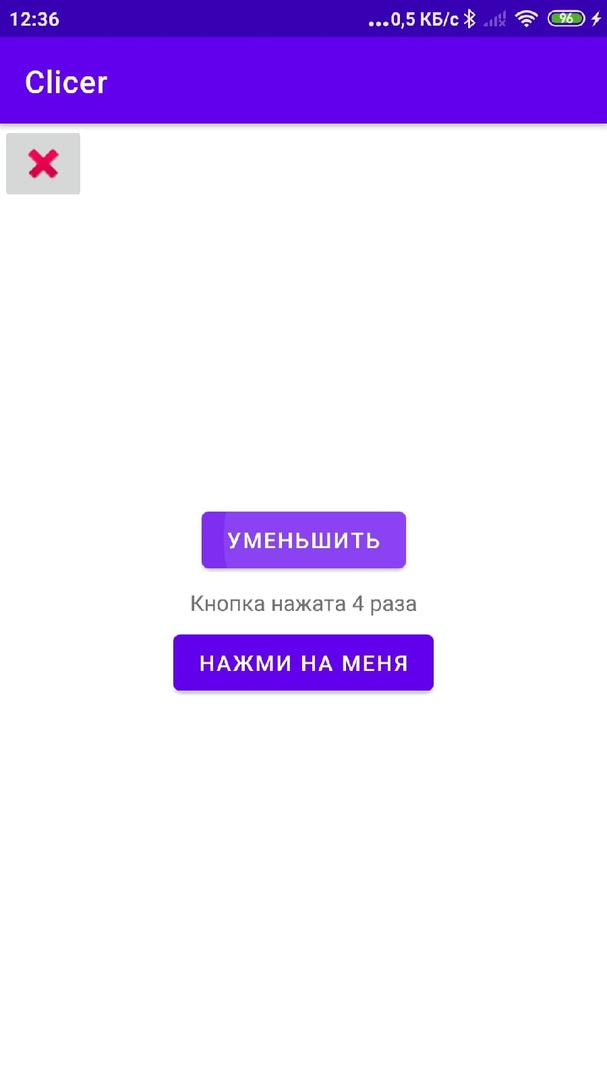 12:36
...0,5 КБ/с
96
Clicer
УМЕНЬШИТЬ
Кнопка нажата 4 раза
НАЖМИ НА МЕНЯ